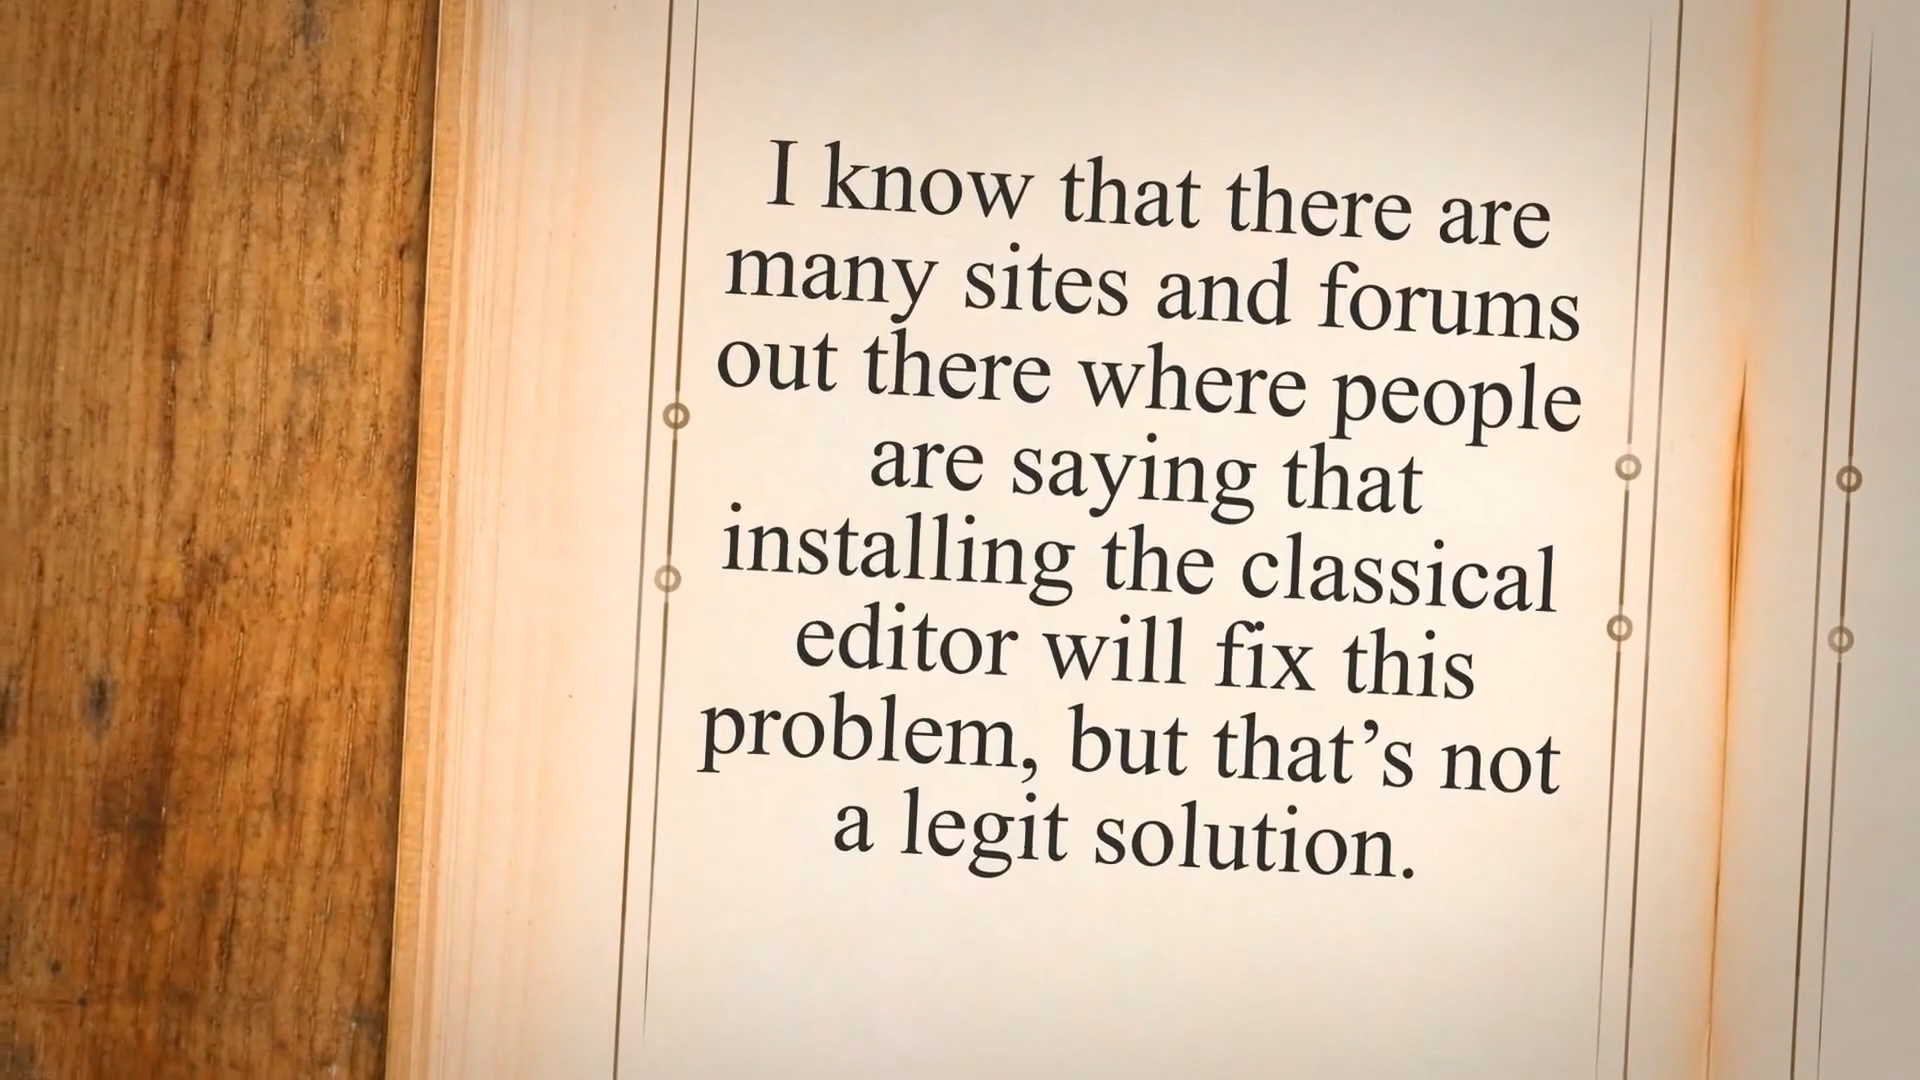 I know that there are
many sites and forums
out there where people
are saying that
installing the classical
editor will fix this
problem, but that’s not
a legit solution.